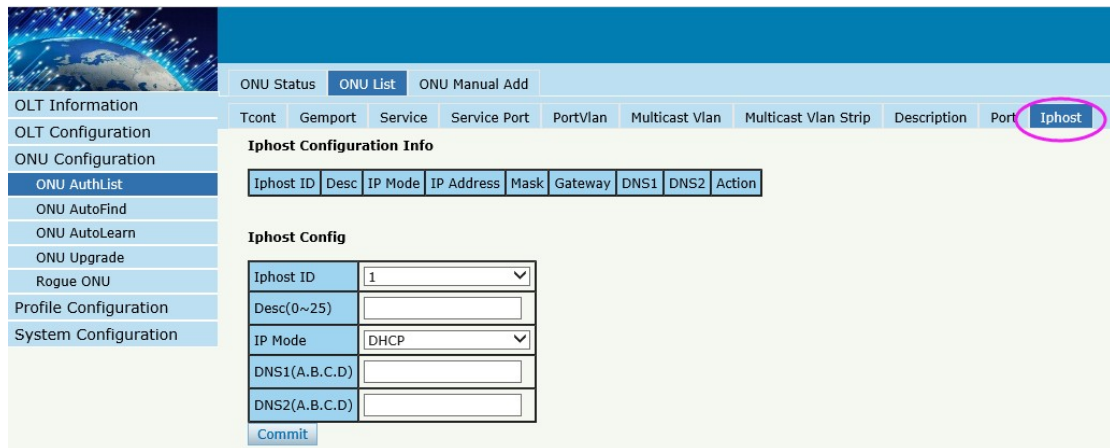 ONU Status ONU List ONU Manual Add
OLT Information
OLT Configuration
ONU Configuration
ONU AuthList
ONU AutoFind
ONU AutoLearn
ONU Upgrade
Rogue ONU
Profile Configuration
System Configuration
Tcont Gemport Service Service Port PortVlan Multicast Vlan Multicast Vlan Strip Description Port Iphost
Iphost Configuration Info
Iphost ID Desc IP Mode IP Address Mask Gateway DNS1 DNS2 Action
Iphost Config
Iphost ID 1
Desc(0~25)
IP Mode DHCP
DNS1(A.B.C.D)
DNS2(A.B.C.D)
Commit